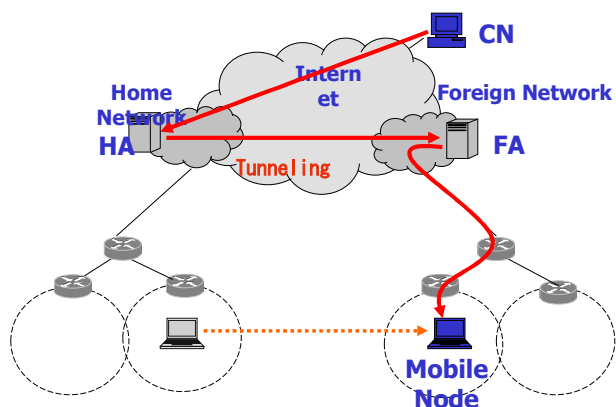 CN
Intern
et
Home
Network
Foreign Network
HA
FA
Tunneling
Mobile
Node